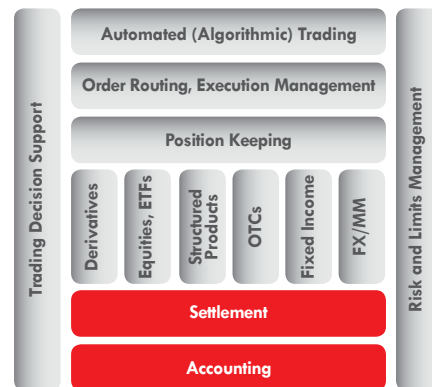 Trading Decision Support
Automated (Algorithmic) Trading
Order Routing, Execution Management
Position Keeping
Derivatives
Equities, ETFs
Structured
Products
OTCs
Fixed Income
FX/MM
Settlement
Accounting
Risk and Limits Management